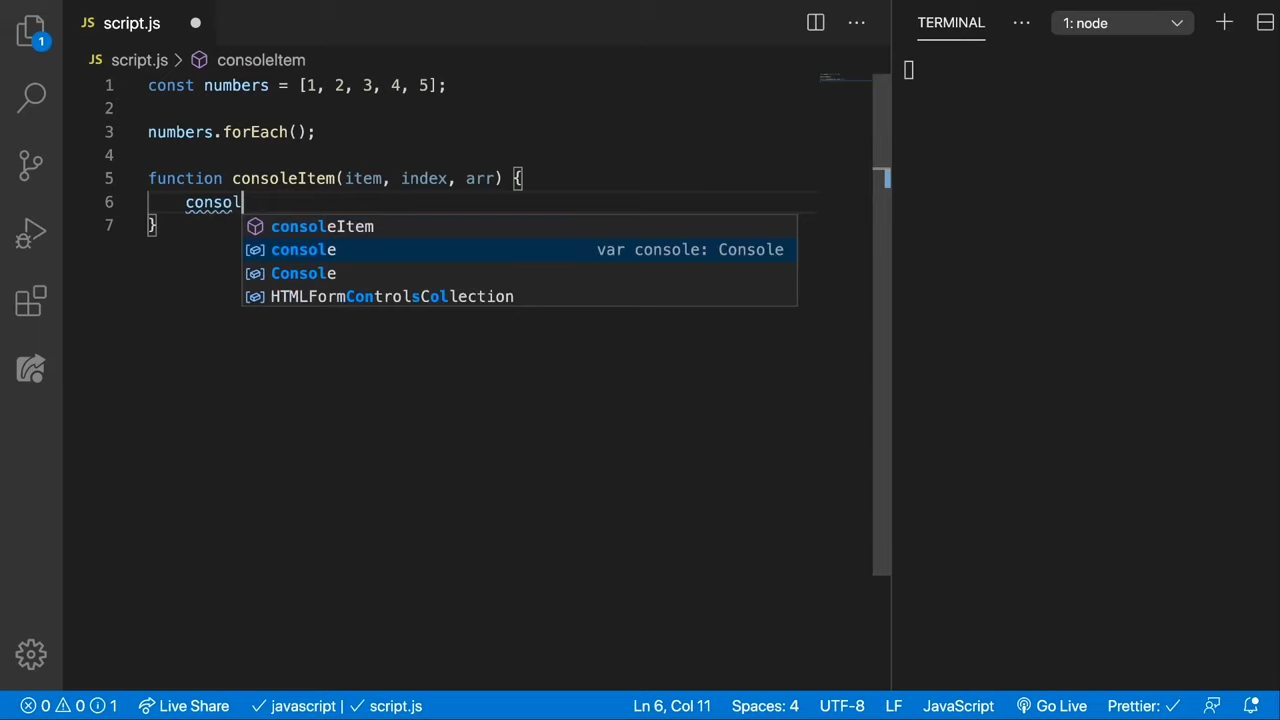 JS script.js ● TERMINAL ··· 1: node
1
JS script.js > consoleItem
1 const numbers = [1, 2, 3, 4, 5];
2
3 numbers.forEach();
4
5 function consoleItem(item, index, arr) {
6 consol
7 }
consoleItem
console var console: Console
Console
HTMLFormControlsCollection
0 0 1 Live Share ✓ javascript | ✓ script.js Ln 6, Col 11 Spaces: 4 UTF-8 LF JavaScript Go Live Prettier: ✓